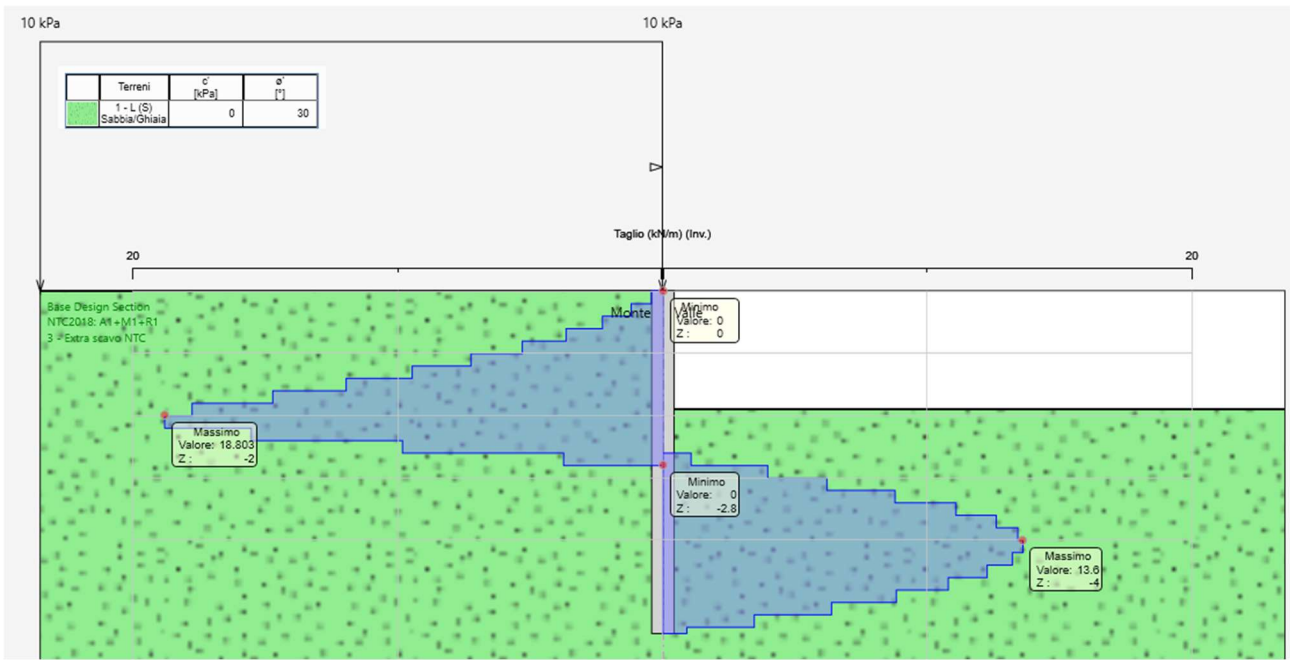 10 kPa
10 kPa
Terreni
c'
[kPa]
ø'
[°]
1 - L (S)
Sabbia/Ghiaia
0
30
Taglio (kN/m) (Inv.)
20
20
Base Design Section
NTC2018: A1+M1+R1
3 - Extra scavo NTC
Monte
Valle
Minimo
Valore: 0
Z : 0
Massimo
Valore: 18.803
Z : -2
Minimo
Valore: 0
Z : -2.8
Massimo
Valore: 13.6
Z : -4